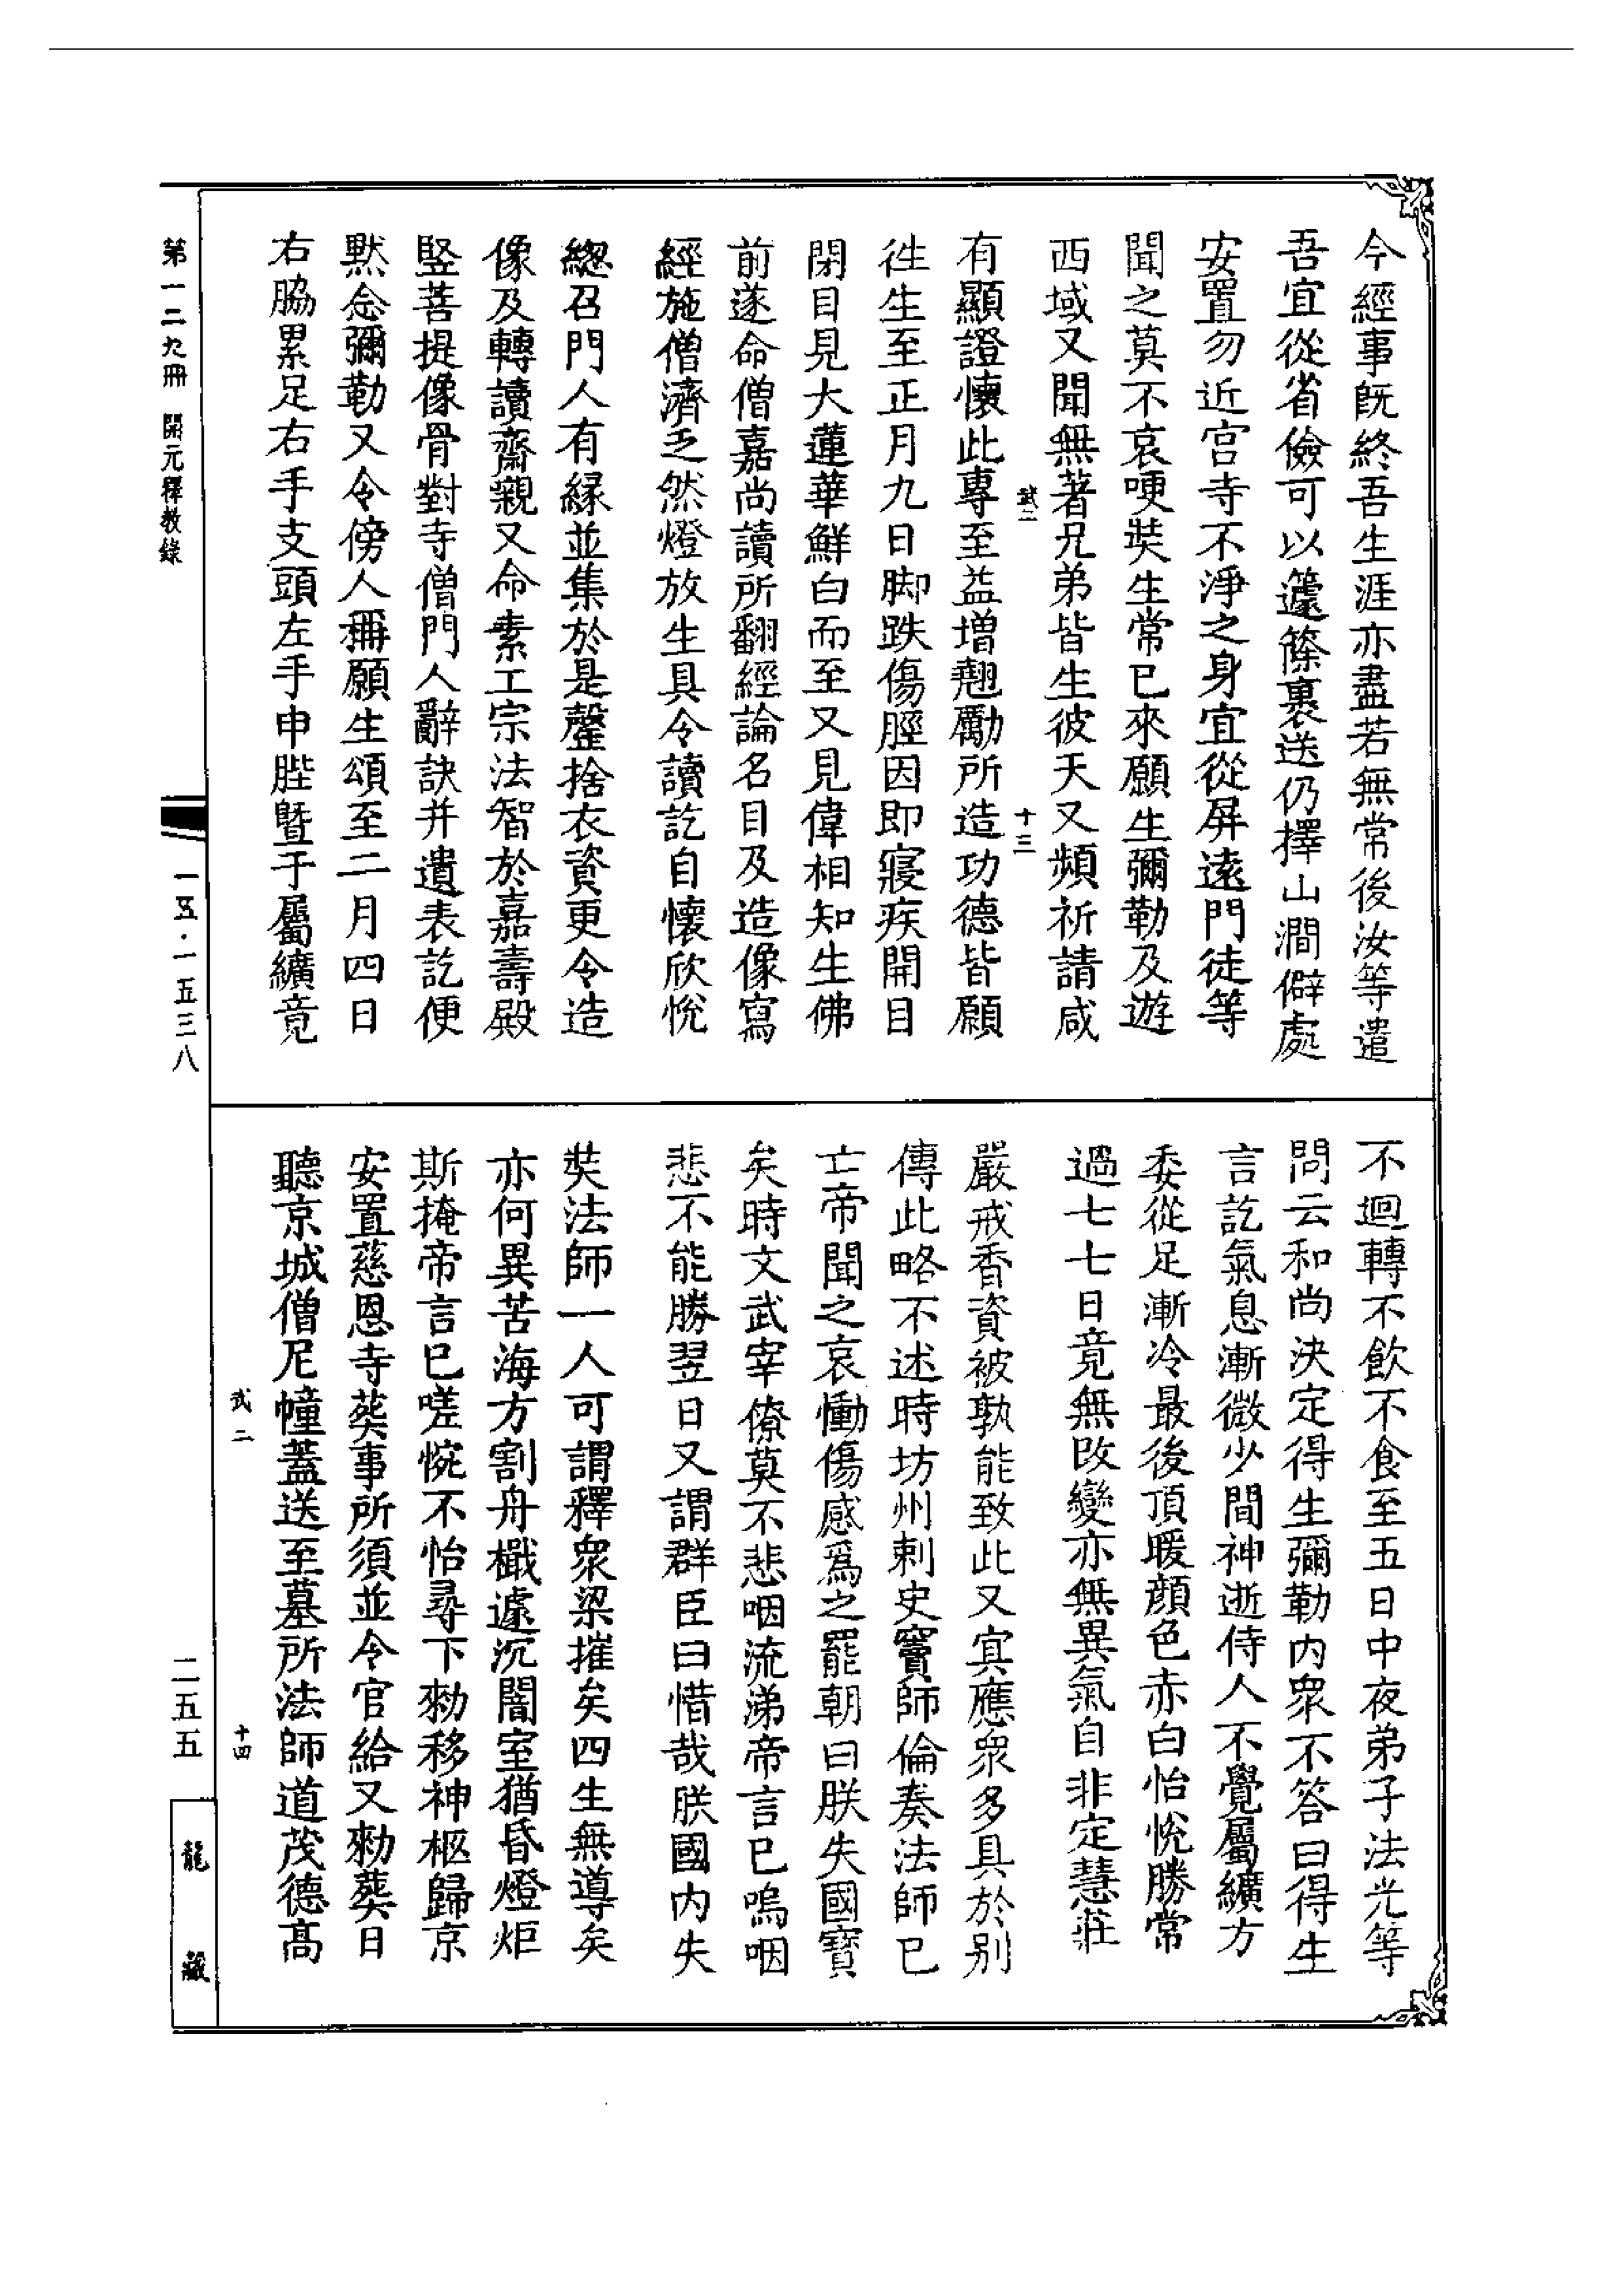 今經事既終吾生涯亦盡若無常後汝等遣
吾宜從省儉可以籧篨裹送仍擇山澗僻處
安置勿近宫寺不淨之身宜從屏逺門徒等
聞之莫不哀哽奘生常已來願生彌勒及遊
西域又聞無著兄弟皆生彼天又頻祈請咸
武二
十三
有顯證懷此專至益增翹勵所造功德皆願
徃生至正月九日脚跌傷脛因即寢疾開目
閉目見大蓮華鮮白而至又見偉相知生佛
前遂命僧嘉尚讀所翻經論名目及造像寫
經施僧濟乏然燈放生具令讀訖自懷欣悅
總召門人有緣並集於是罄捨衣資更令造
像及轉讀齋襯又命素工宗法智於嘉壽殿
竪菩提像骨對寺僧門人辭訣并遺表訖便
默念彌勒又令傍人稱願生頌至二月四日
右脇累足右手支頭左手申䏶暨于屬纊竟
第一二九冊 開元釋教錄
一五·一五三八
不迴轉不飲不食至五日中夜弟子法光等
問云和尚決定得生彌勒内衆不答曰得生
言訖氣息漸微少間神逝侍人不覺屬纊方
委從足漸冷最後頂暖顔色赤白怡悅勝常
過七七日竟無改變亦無異氣自非定慧莊
嚴戒香資被孰能致此又宜應衆多具於别
傳此略不述時坊州刺史竇師倫奏法師已
亡帝聞之哀慟傷感爲之罷朝曰朕失國寳
矣時文武宰僚莫不悲咽流涕帝言已嗚咽
悲不能勝翌日又謂群臣曰惜哉朕國内失
奘法師一人可謂釋衆梁摧矣四生無導矣
亦何異苦海方割舟檝遽沉闇室猶昏燈炬
斯掩帝言已嗟惋不怡尋下勑移神柩歸京
安置慈恩寺葬事所須並令官給又勑葬日
聽京城僧尼幢蓋送至墓所法師道茂德髙
武二
十四
二五五
龍藏